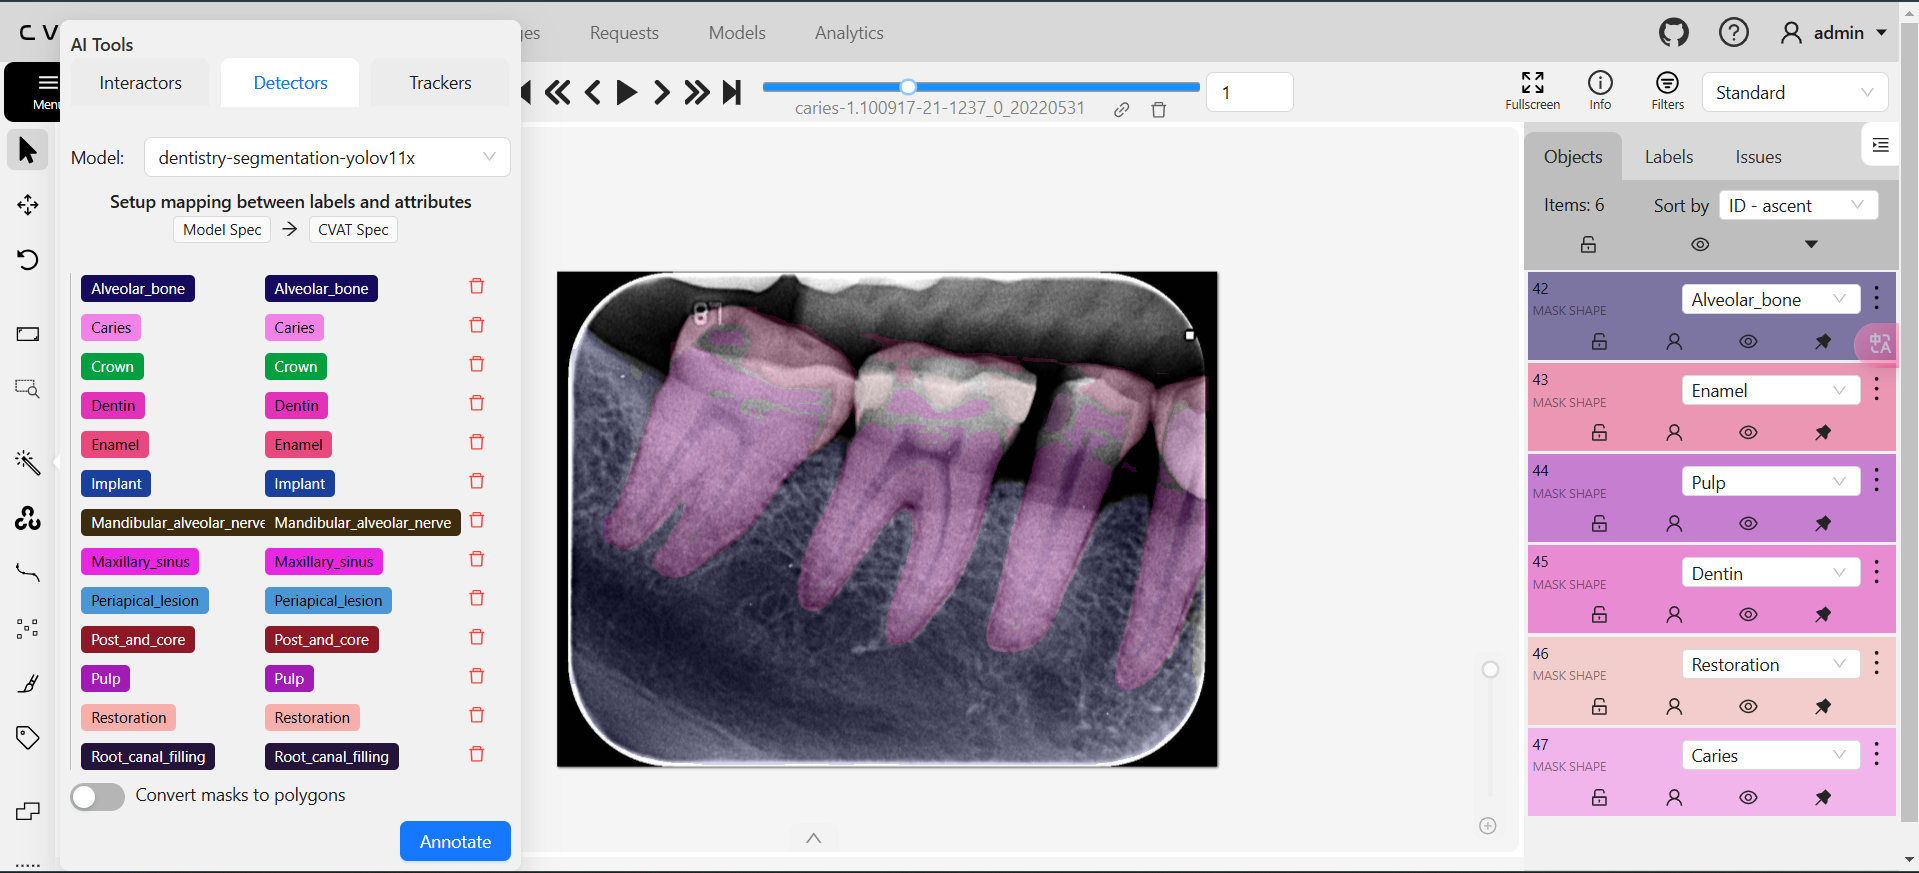 C V
AI Tools
ges
Requests
Models
Analytics
admin
Interactors
Detectors
Trackers
Menu
caries-1.100917-21-1237_0_20220531
1
Fullscreen
Info
Filters
Standard
Model:
dentistry-segmentation-yolov11x
Setup mapping between labels and attributes
Model Spec
CVAT Spec
Alveolar_bone Alveolar_bone
Caries Caries
Crown Crown
Dentin Dentin
Enamel Enamel
Implant Implant
Mandibular_alveolar_nerve Mandibular_alveolar_nerve
Maxillary_sinus Maxillary_sinus
Periapical_lesion Periapical_lesion
Post_and_core Post_and_core
Pulp Pulp
Restoration Restoration
Root_canal_filling Root_canal_filling
Convert masks to polygons
Annotate
Objects
Labels
Issues
Items: 6
Sort by
ID - ascent
42
MASK SHAPE
Alveolar_bone
中A
43
MASK SHAPE
Enamel
44
MASK SHAPE
Pulp
45
MASK SHAPE
Dentin
46
MASK SHAPE
Restoration
47
MASK SHAPE
Caries